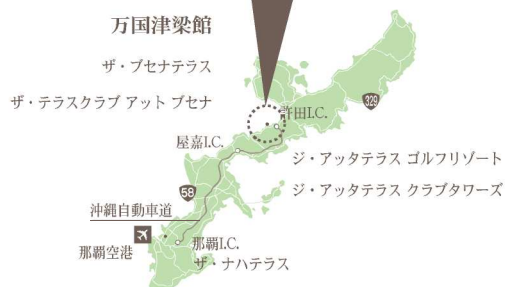 万国津梁館
ザ・ブセナテラス
ザ・テラスクラブ アット ブセナ
許田I.C.
329
屋嘉I.C.
ジ・アッタテラス ゴルフリゾート
ジ・アッタテラス クラブタワーズ
58
沖縄自動車道
那覇空港
那覇I.C.
ザ・ナハテラス